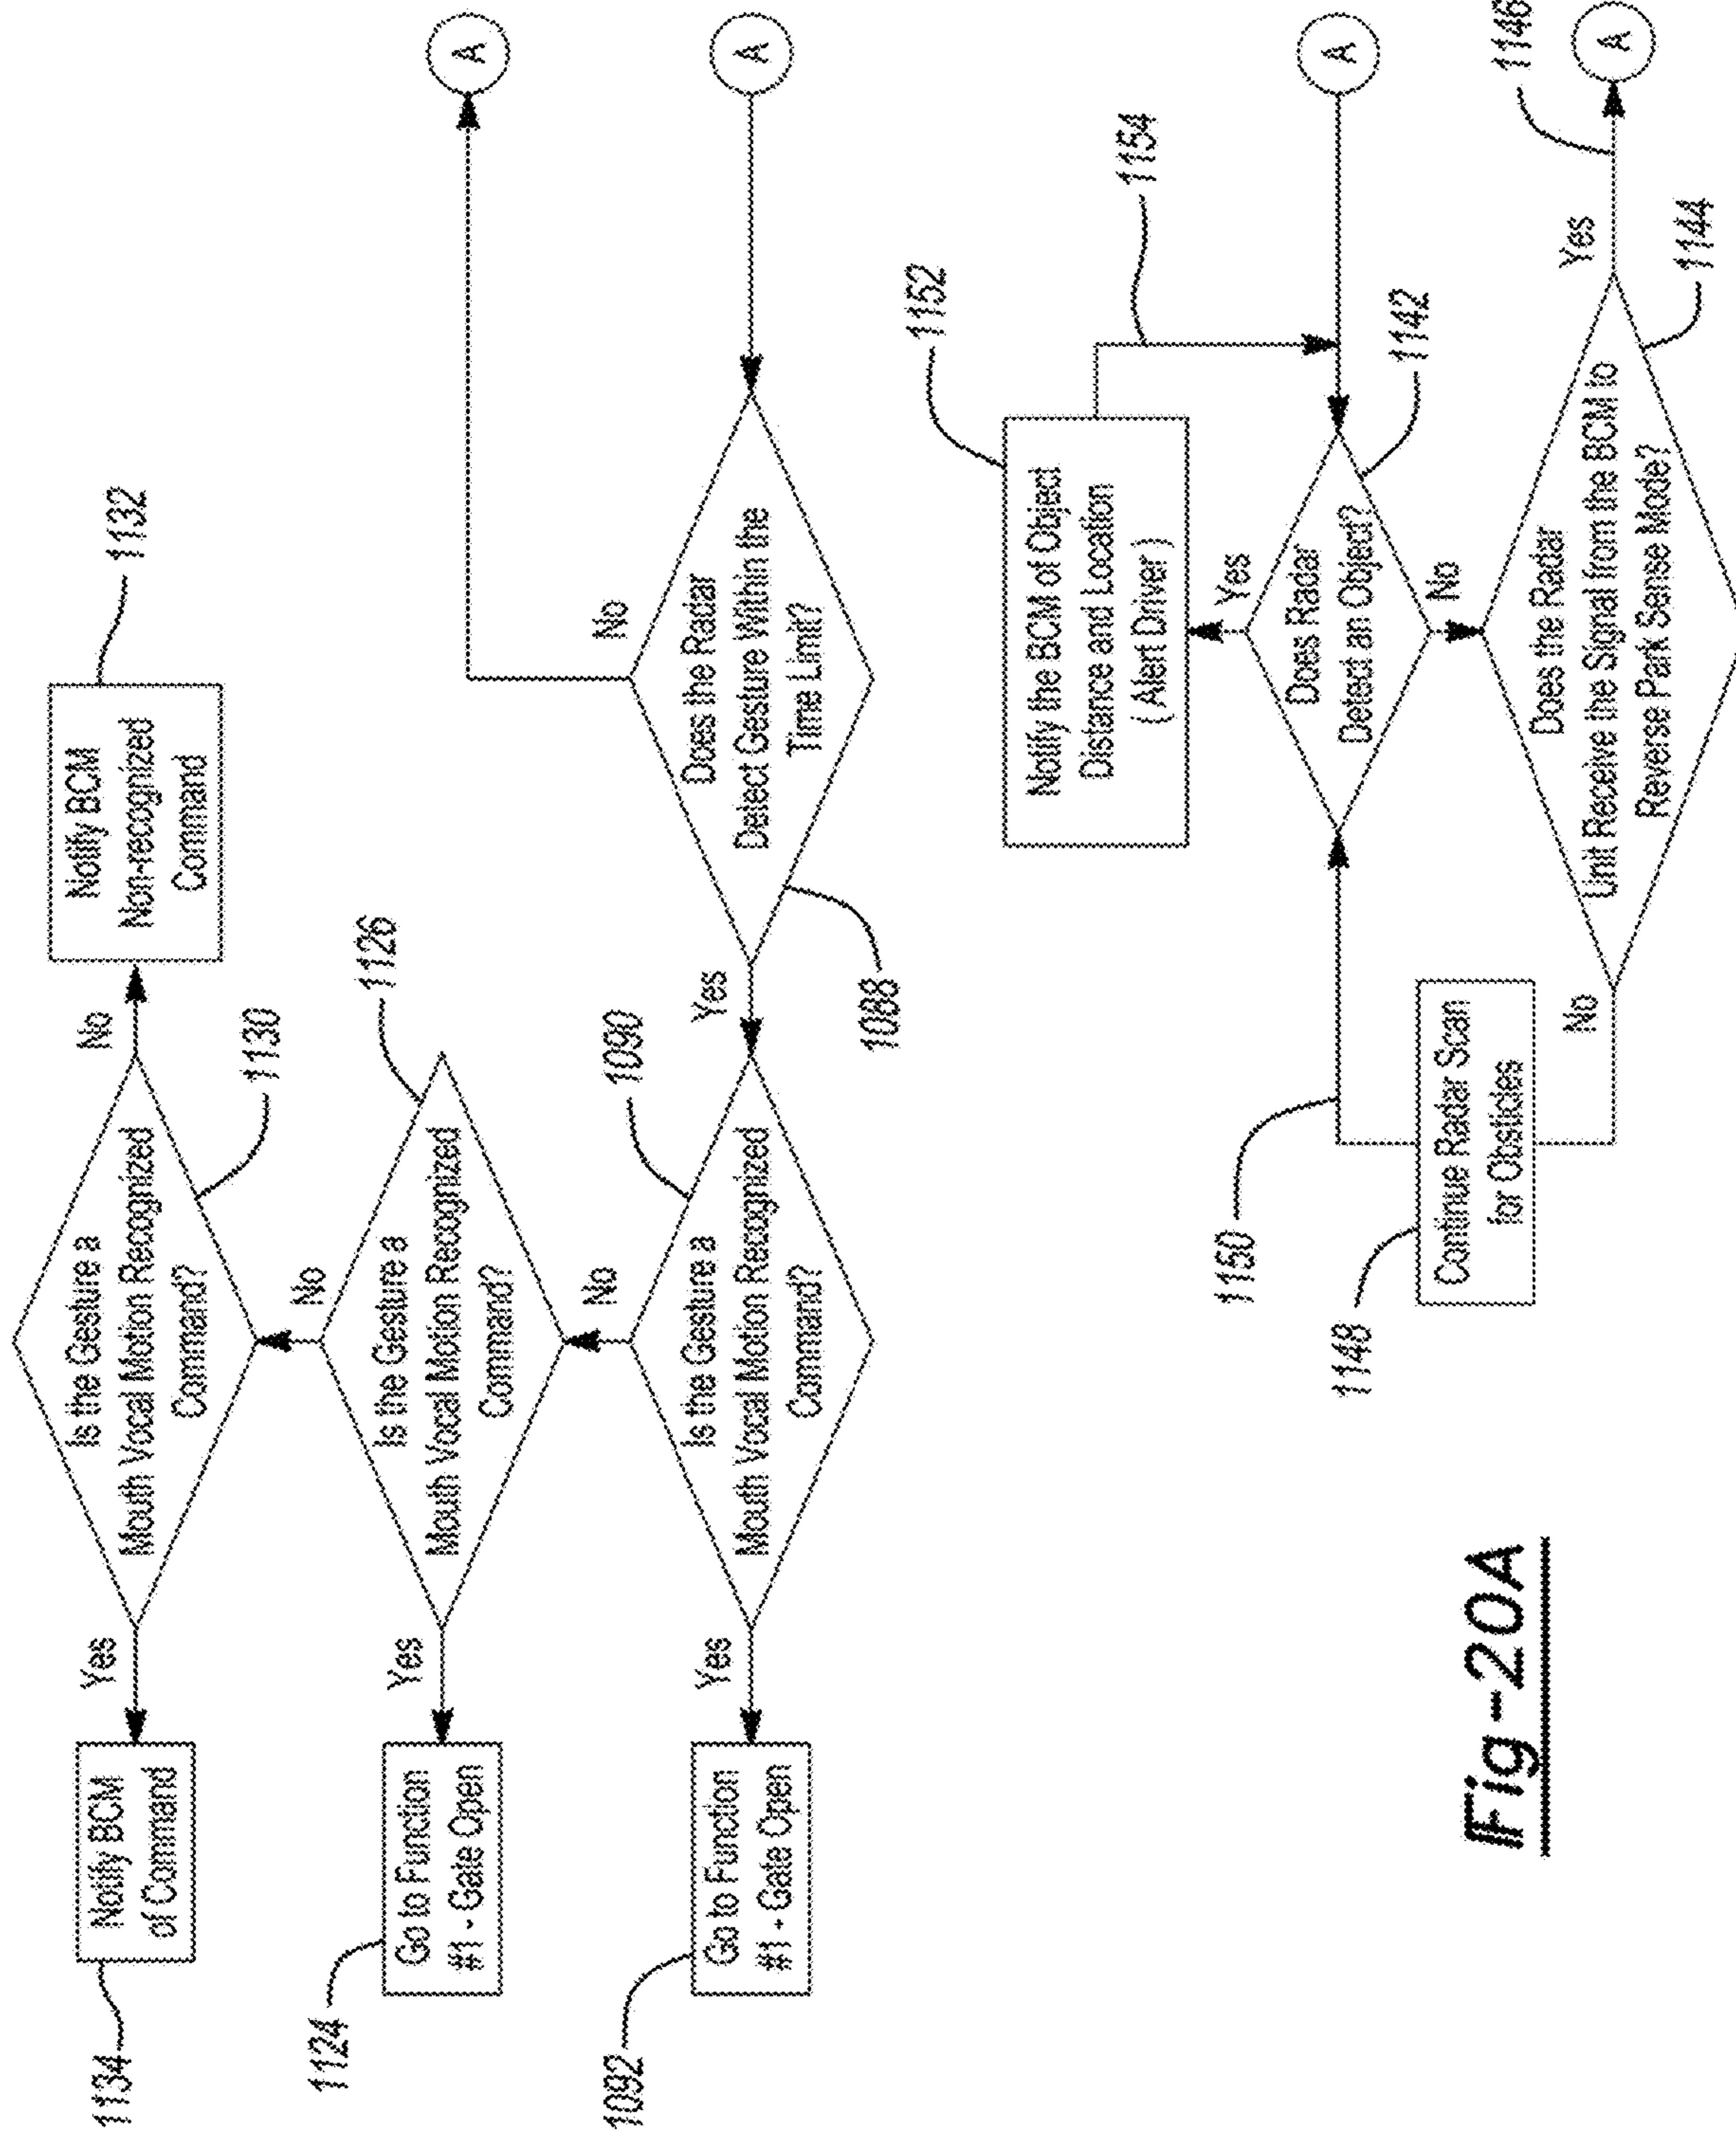 1134
Notify BCM
of Command
Yes
Is the Gesture a
Mouth Vocal Motion Recognized
Command?
1130
No
Notify BCM
Non-recognized
Command
1132
No
1124
Go to Function
#1 - Gate Open
Yes
Is the Gesture a
Mouth Vocal Motion Recognized
Command?
1126
No
A
1092
Go to Function
#1 - Gate Open
Yes
Is the Gesture a
Mouth Vocal Motion Recognized
Command?
1090
Yes
Does the Radar
Detect Gesture Within the
Time Limit?
1088
No
A
1152
Notify the BCM of Object
Distance and Location
( Alert Driver )
1154
Yes
1150
Does Radar
Detect an Object?
1142
A
No
1148
Continue Radar Scan
for Obsticles
No
Does the Radar
Unit Receive the Signal from the BCM to
Reverse Park Sense Mode?
1144
Yes
1146
A
Fig-20A